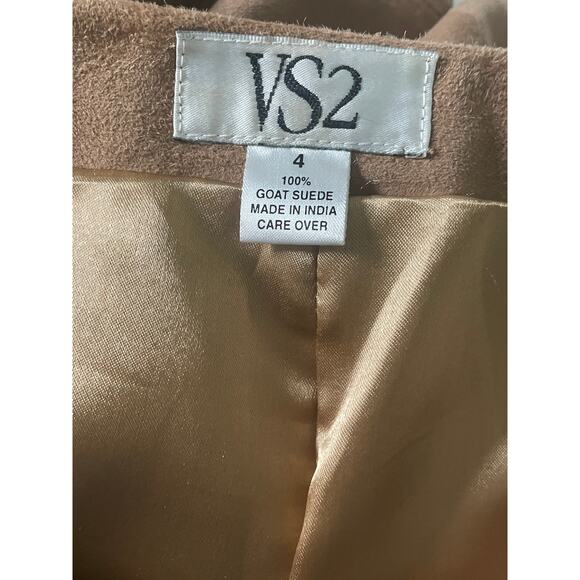 VS2
4
100%
GOAT SUEDE
MADE IN INDIA
CARE OVER